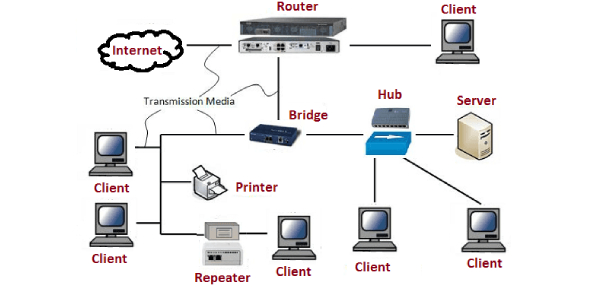 Router
Internet
Client
Transmission Media
Hub
Server
Bridge
Client
Printer
Client
Repeater
Client
Client
Client